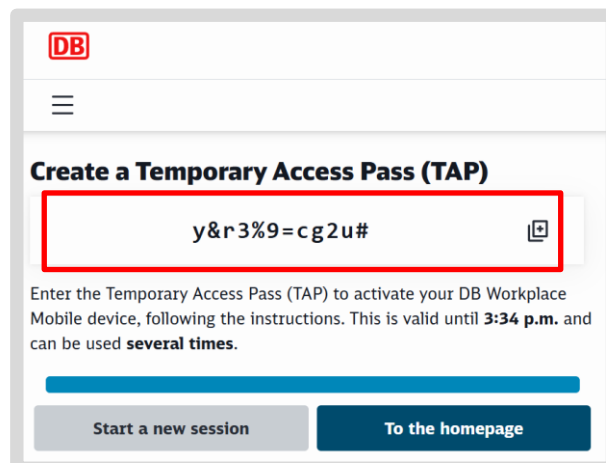 DB
Create a Temporary Access Pass (TAP)
y&r3%9=cg2u#
Enter the Temporary Access Pass (TAP) to activate your DB Workplace
Mobile device, following the instructions. This is valid until 3:34 p.m. and
can be used several times.
Start a new session
To the homepage